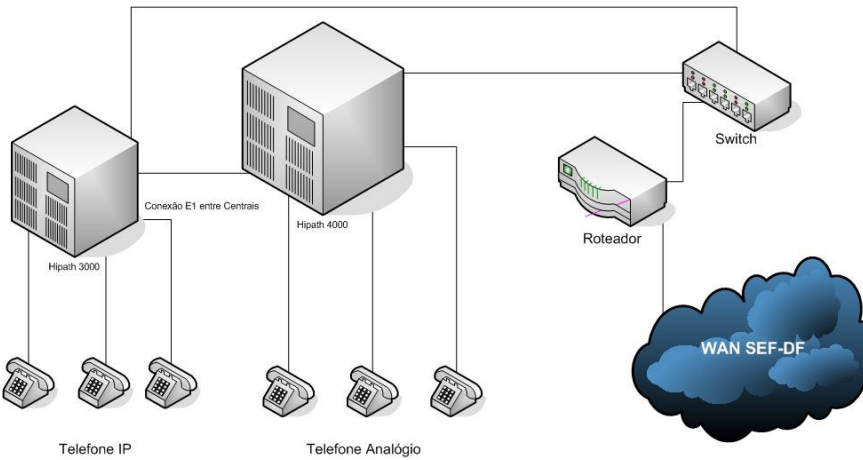 Switch
Conexão E1 entre Centrais
Hipath 4000
Roteador
Hipath 3000
WAN SEF-DF
Telefone IP
Telefone Analógio